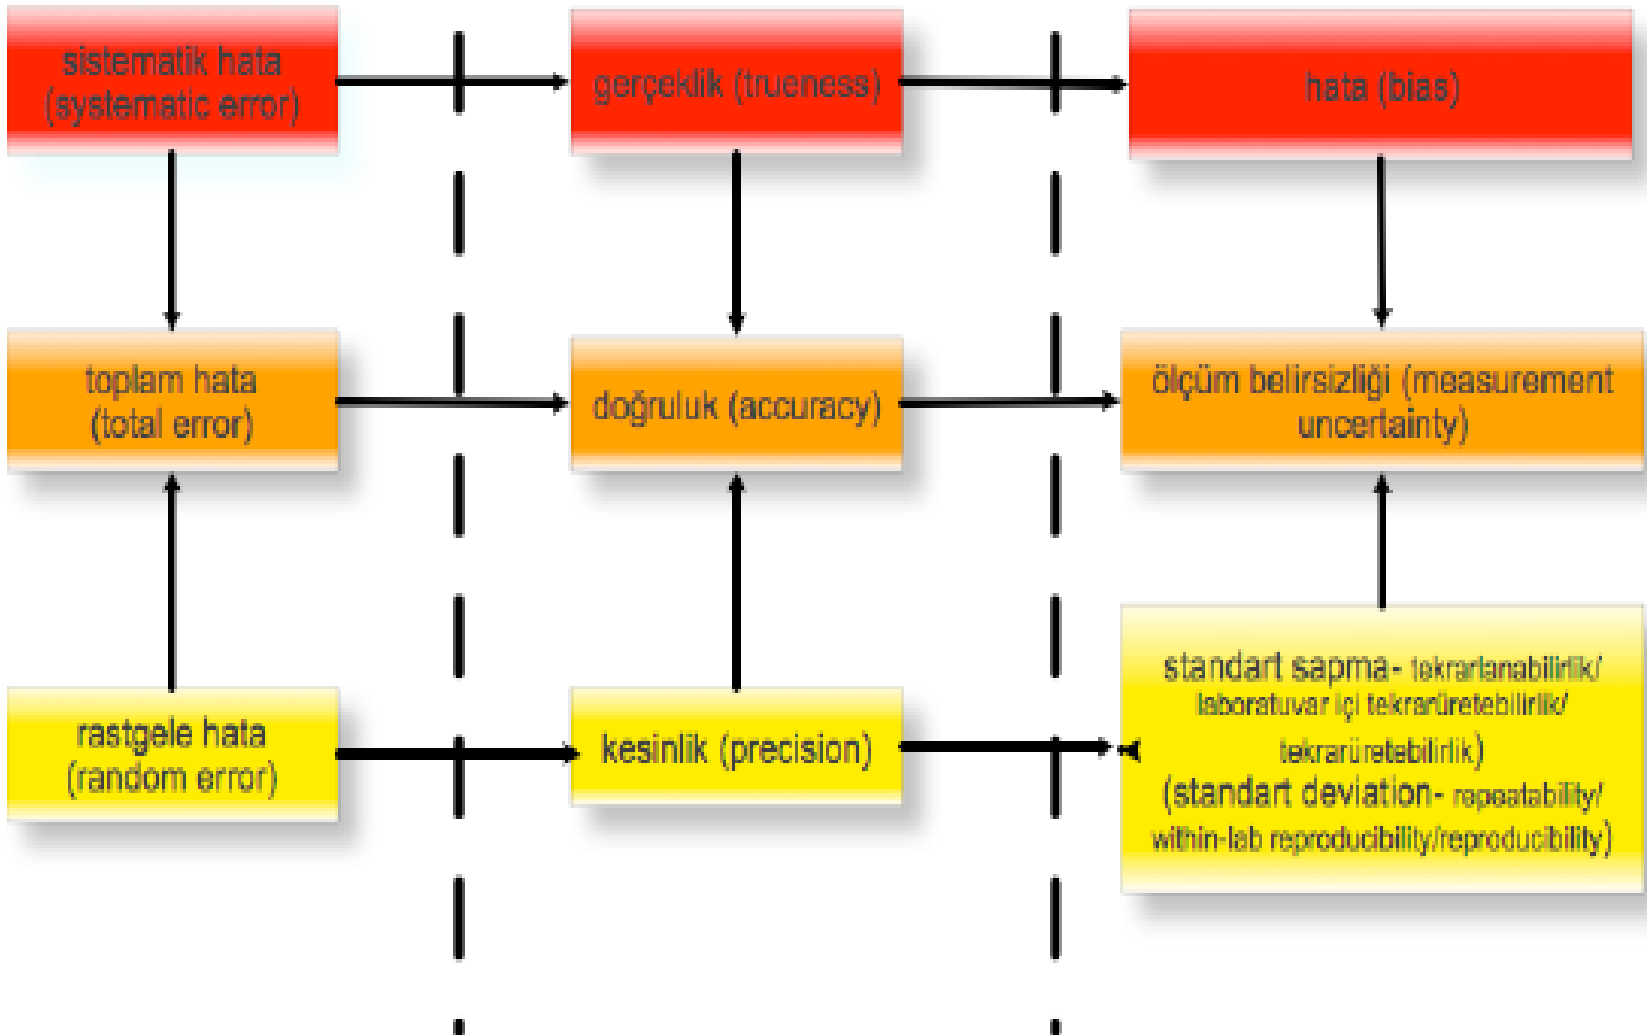 sistematik hata
(systematic error)
gerçeklik (trueness)
hata (bias)
toplam hata
(total error)
doğruluk (accuracy)
ölçüm belirsizliği (measurement
uncertainty)
rastgele hata
(random error)
kesinlik (precision)
standart sapma- tekrarlanabilirlik/
laboratuvar içi tekrarüretebilirlik/
tekrarüretebilirlik)
(standart deviation- repeatability/
within-lab reproducibility/reproducibility)